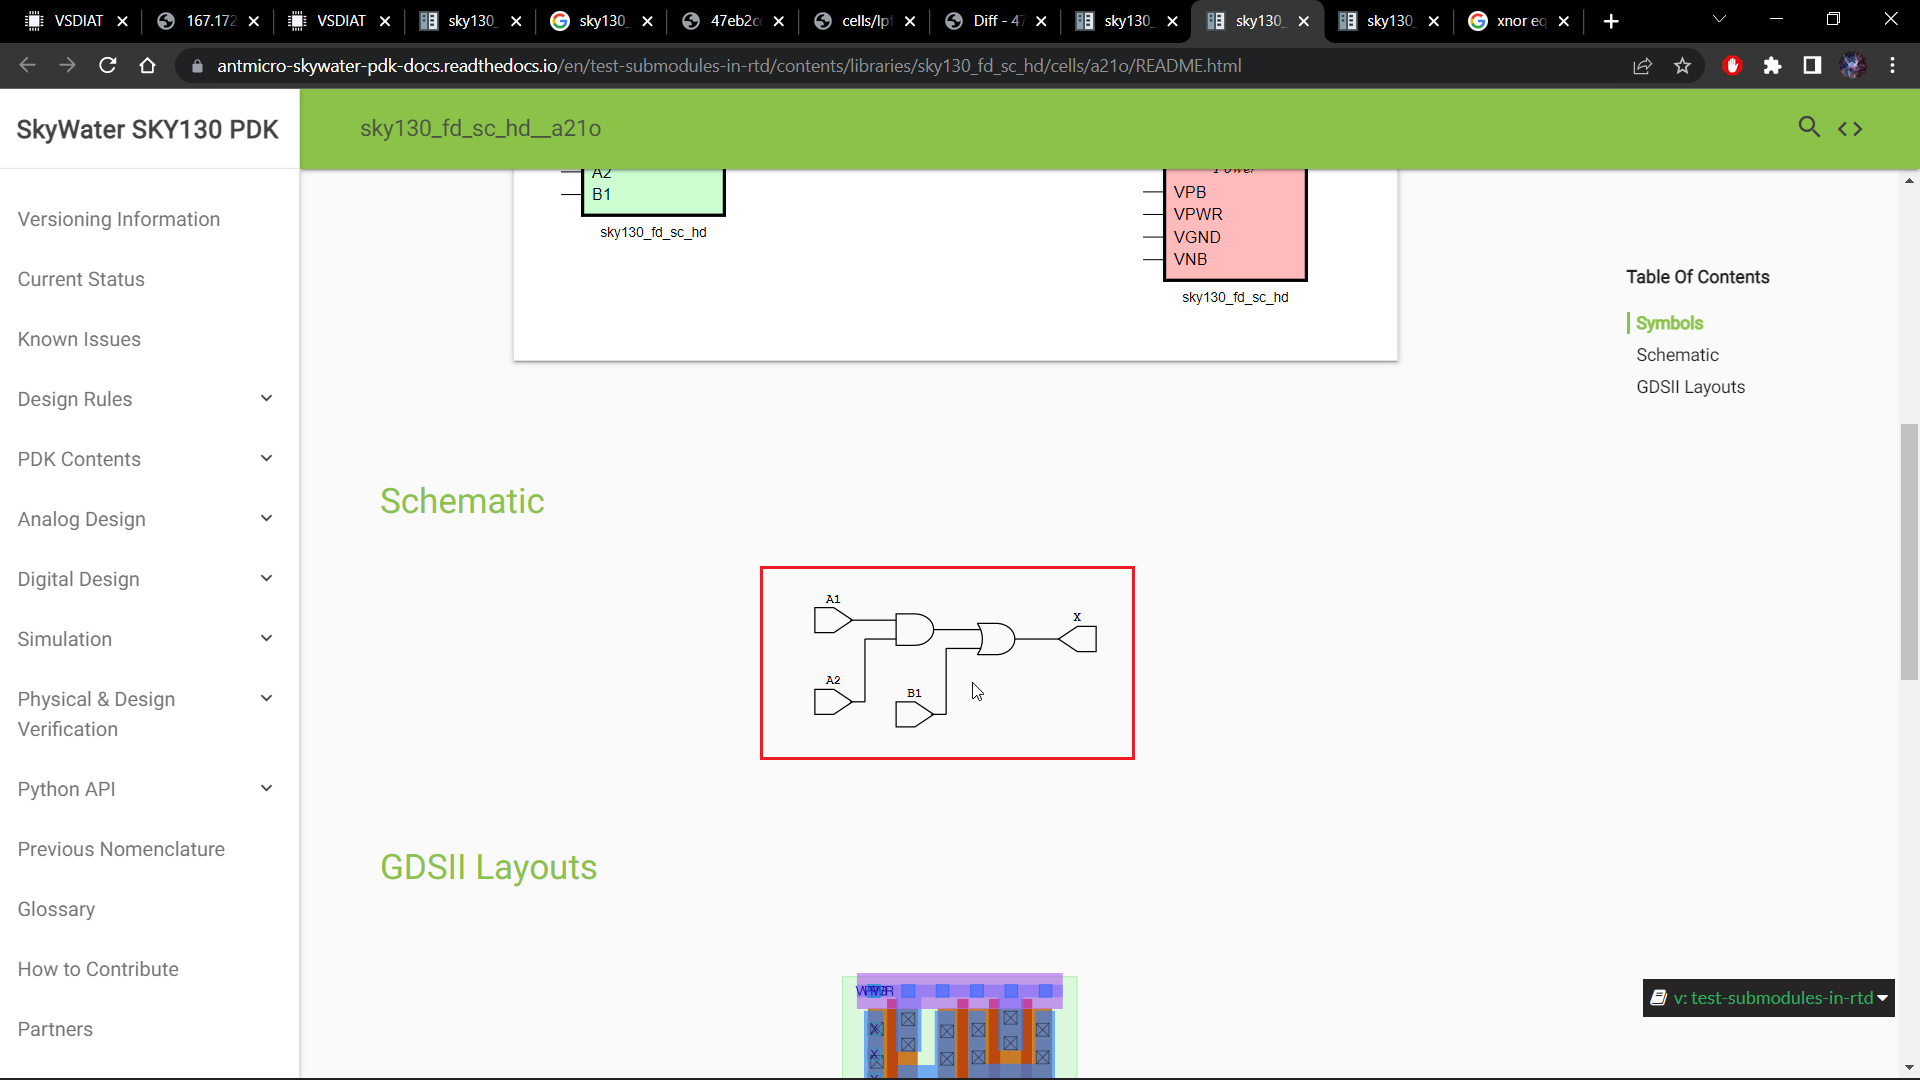 VSDIAT
167.172
VSDIAT
sky130_
sky130_
47eb2c
cells/lpf
Diff - 47
sky130_
sky130_
sky130_
xnor eq
antmicro-skywater-pdk-docs.readthedocs.io/en/test-submodules-in-rtd/contents/libraries/sky130_fd_sc_hd/cells/a21o/README.html
SkyWater SKY130 PDK
sky130_fd_sc_hd__a21o
Versioning Information
Current Status
Known Issues
Design Rules
PDK Contents
Analog Design
Digital Design
Simulation
Physical & Design
Verification
Python API
Previous Nomenclature
Glossary
How to Contribute
Partners
A2
B1
sky130_fd_sc_hd
Power
VPB
VPWR
VGND
VNB
sky130_fd_sc_hd
Schematic
A1
A2
B1
X
GDSII Layouts
X
X
Table Of Contents
Symbols
Schematic
GDSII Layouts
v: test-submodules-in-rtd